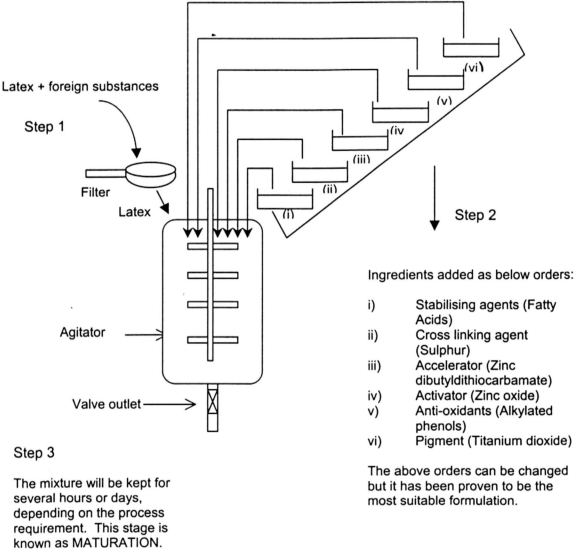 (vi)
(v)
(iv
(iii)
(ii)
(i)
Latex + foreign substances
Step 1
Filter
Latex
Step 2
Agitator
Valve outlet
Ingredients added as below orders:
i) Stabilising agents (Fatty
Acids)
ii) Cross linking agent
(Sulphur)
iii) Accelerator (Zinc
dibutyldithiocarbamate)
iv) Activator (Zinc oxide)
v) Anti-oxidants (Alkylated
phenols)
vi) Pigment (Titanium dioxide)
The above orders can be changed
but it has been proven to be the
most suitable formulation.
Step 3
The mixture will be kept for
several hours or days,
depending on the process
requirement. This stage is
known as MATURATION.